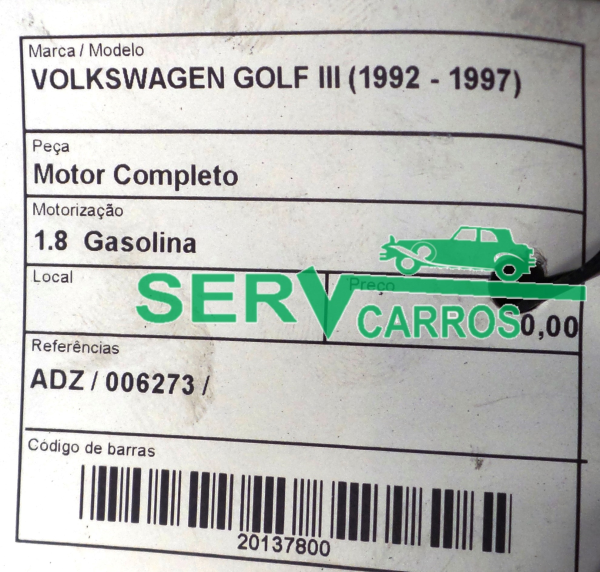 Marca / Modelo
VOLKSWAGEN GOLF III (1992 - 1997)
Peça
Motor Completo
Motorização
1.8 Gasolina
Local
Preço
SERV
CARROS
0,00
Referências
ADZ / 006273 /
Código de barras
20137800